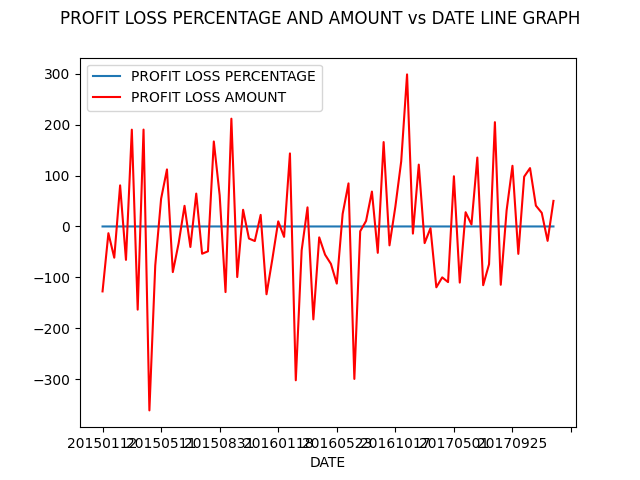 PROFIT LOSS PERCENTAGE AND AMOUNT vs DATE LINE GRAPH
PROFIT LOSS PERCENTAGE
PROFIT LOSS AMOUNT
300
200
100
0
−100
−200
−300
20150112 20150511 20150831 20160118 20160523 20161017 20170501 20170925
DATE